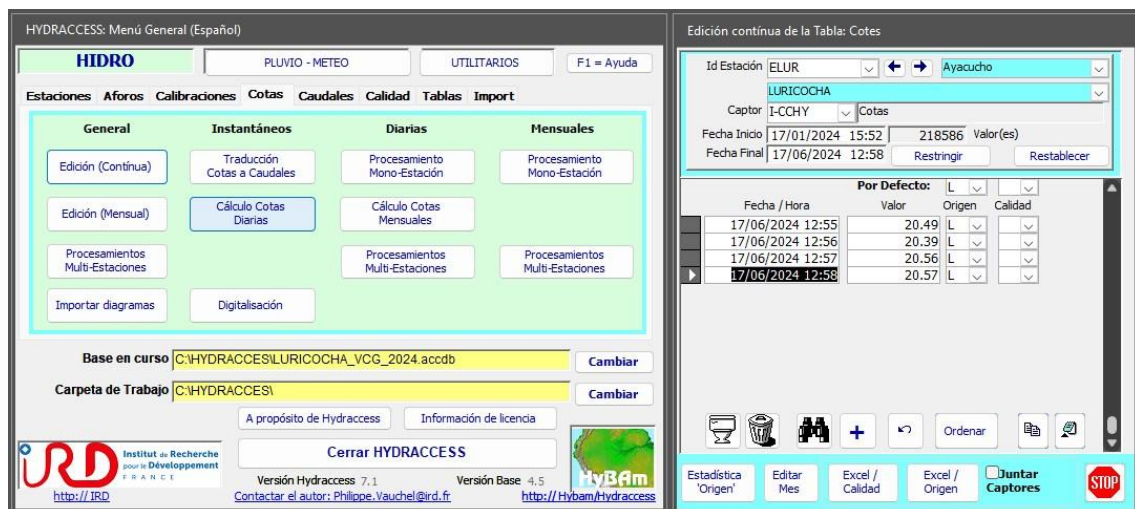 HYDRACCESS: Menú General (Español)
HIDRO PLUVIO - METEO UTILITARIOS F1 = Ayuda
Estaciones Aforos Calibraciones Cotas Caudales Calidad Tablas Import
General Instantáneos Diarias Mensuales
Edición (Contínua) Traducción Cotas a Caudales Procesamiento Mono-Estación Procesamiento Mono-Estación
Edición (Mensual) Cálculo Cotas Diarias Cálculo Cotas Mensuales
Procesamientos Multi-Estaciones Procesamientos Multi-Estaciones Procesamientos Multi-Estaciones
Importar diagramas Digitalisación
Base en curso C:\HYDRACCES\LURICOCHA_VCG_2024.accdb Cambiar
Carpeta de Trabajo C:\HYDRACCES\ Cambiar
A propósito de Hydraccess Información de licencia
IRD Institut de Recherche
pour le Développement
FRANCE
Cerrar HYDRACCESS
HyBAm
Versión Hydraccess 7.1 Versión Base 4.5
http:// IRD Contactar el autor: Philippe.Vauchel@ird.fr http:// Hybam/Hydraccess
Edición contínua de la Tabla: Cotes
Id Estación ELUR Ayacucho
LURICOCHA
Captor I-CCHY Cotas
Fecha Inicio 17/01/2024 15:52 218586 Valor(es)
Fecha Final 17/06/2024 12:58 Restringir Restablecer
Por Defecto: L
Fecha / Hora Valor Origen Calidad
17/06/2024 12:55 20.49 L
17/06/2024 12:56 20.39 L
17/06/2024 12:57 20.56 L
17/06/2024 12:58 20.57 L
Ordenar
Estadística 'Origen' Editar Mes Excel / Calidad Excel / Origen Juntar Captores STOP